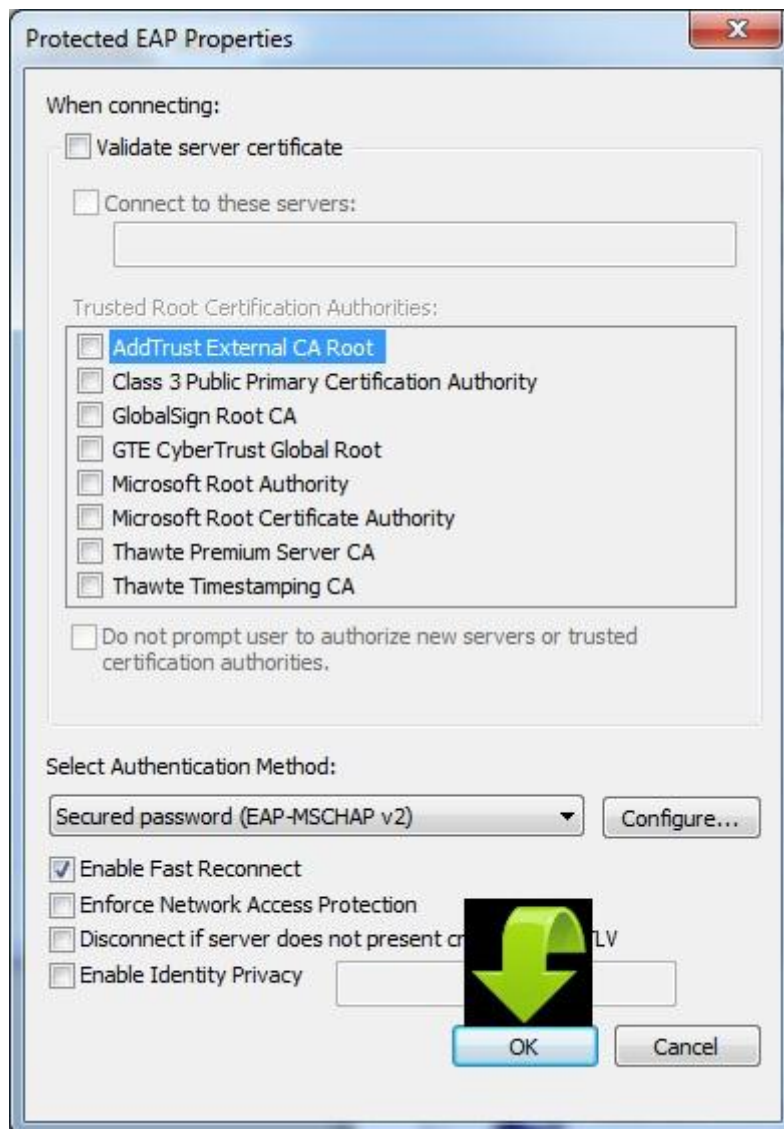 Protected EAP Properties
When connecting:
Validate server certificate
Connect to these servers:
Trusted Root Certification Authorities:
AddTrust External CA Root
Class 3 Public Primary Certification Authority
GlobalSign Root CA
GTE CyberTrust Global Root
Microsoft Root Authority
Microsoft Root Certificate Authority
Thawte Premium Server CA
Thawte Timestamping CA
Do not prompt user to authorize new servers or trusted
certification authorities.
Select Authentication Method:
Secured password (EAP-MSCHAP v2)
Configure...
Enable Fast Reconnect
Enforce Network Access Protection
Disconnect if server does not present
Enable Identity Privacy
OK
Cancel